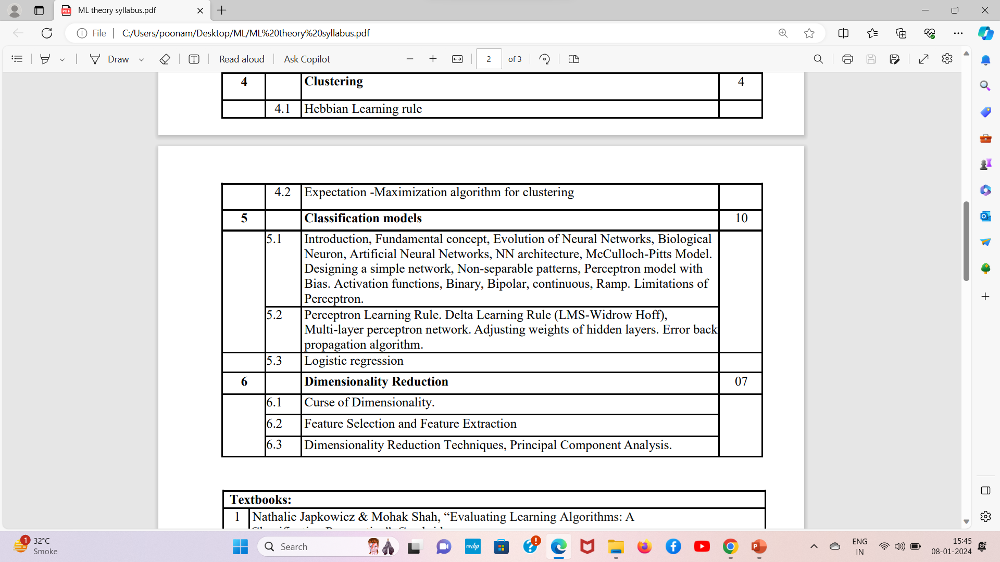 ML theory syllabus.pdf
File
C:/Users/poonam/Desktop/ML/ML%20theory%20syllabus.pdf
Draw
Read aloud
Ask Copilot
2
of 3
4 Clustering 4
4.1 Hebbian Learning rule
4.2 Expectation -Maximization algorithm for clustering
5 Classification models 10
5.1 Introduction, Fundamental concept, Evolution of Neural Networks, Biological
Neuron, Artificial Neural Networks, NN architecture, McCulloch-Pitts Model.
Designing a simple network, Non-separable patterns, Perceptron model with
Bias. Activation functions, Binary, Bipolar, continuous, Ramp. Limitations of
Perceptron.
5.2 Perceptron Learning Rule. Delta Learning Rule (LMS-Widrow Hoff),
Multi-layer perceptron network. Adjusting weights of hidden layers. Error back
propagation algorithm.
5.3 Logistic regression
6 Dimensionality Reduction 07
6.1 Curse of Dimensionality.
6.2 Feature Selection and Feature Extraction
6.3 Dimensionality Reduction Techniques, Principal Component Analysis.
Textbooks:
1 Nathalie Japkowicz & Mohak Shah, “Evaluating Learning Algorithms: A
1
32°C
Smoke
Search
myhp
ENG
IN
15:45
08-01-2024